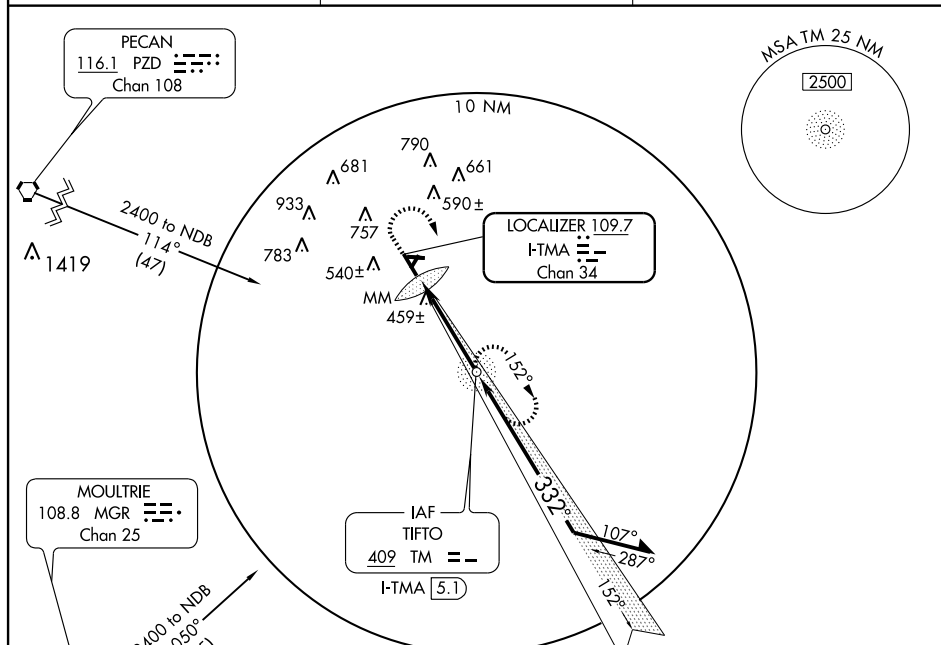 PECAN
116.1 PZD
Chan 108
MSA TM 25 NM
2500
10 NM
790
681
661
933
590 ±
757
783
540±
2400 to NDB
114°
(47)
1419
LOCALIZER 109.7
I-TMA
Chan 34
MM
459±
152°
MOULTRIE
108.8 MGR
Chan 25
IAF
TIFTO
409 TM
I-TMA 5.1
332°
107°
287°
152°
2400 to NDB
050°